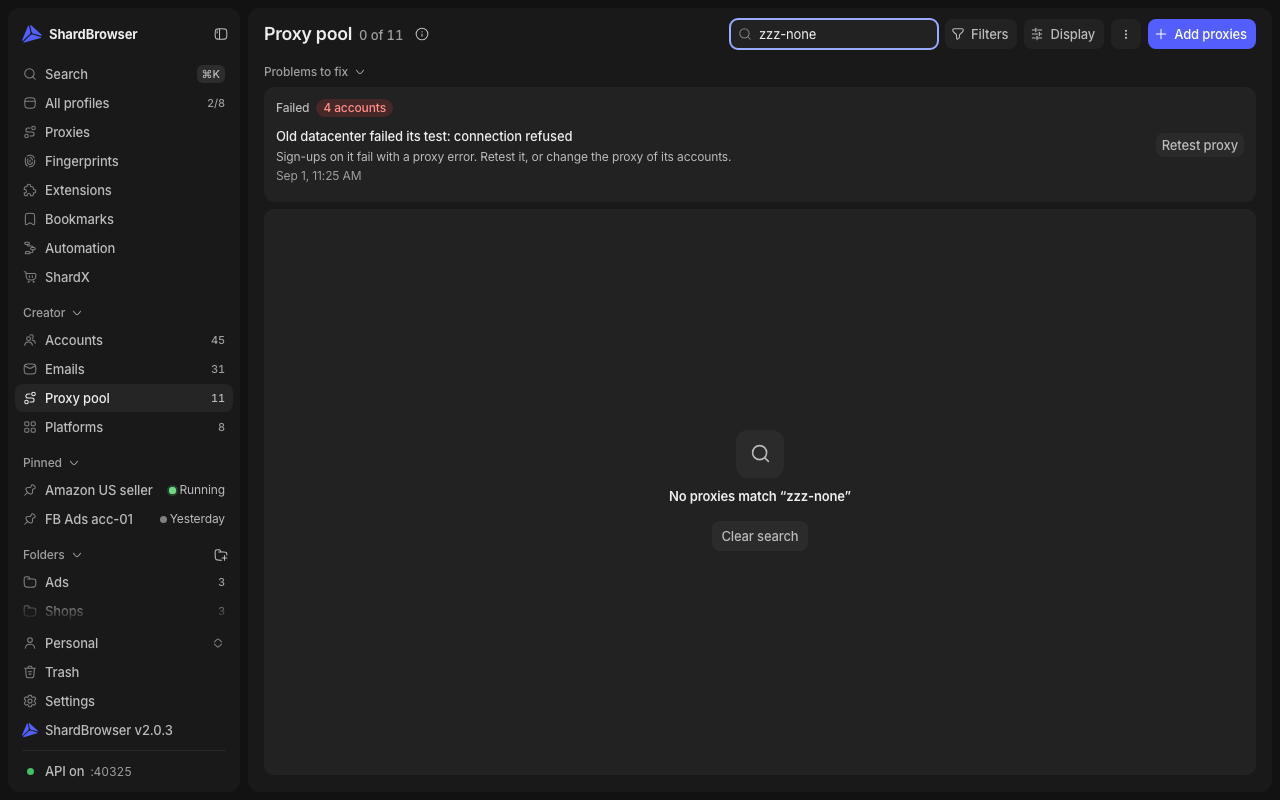 ShardBrowser
Search ⌘K
All profiles 2/8
Proxies
Fingerprints
Extensions
Bookmarks
Automation
ShardX
Creator
Accounts 45
Emails 31
Proxy pool 11
Platforms 8
Pinned
Amazon US seller Running
FB Ads acc-01 Yesterday
Folders
Ads 3
Shops 3
Personal
Trash
Settings
ShardBrowser v2.0.3
API on :40325
Proxy pool 0 of 11
zzz-none
Filters
Display
Add proxies
Problems to fix
Failed 4 accounts
Old datacenter failed its test: connection refused
Sign-ups on it fail with a proxy error. Retest it, or change the proxy of its accounts.
Sep 1, 11:25 AM
Retest proxy
No proxies match “zzz-none”
Clear search